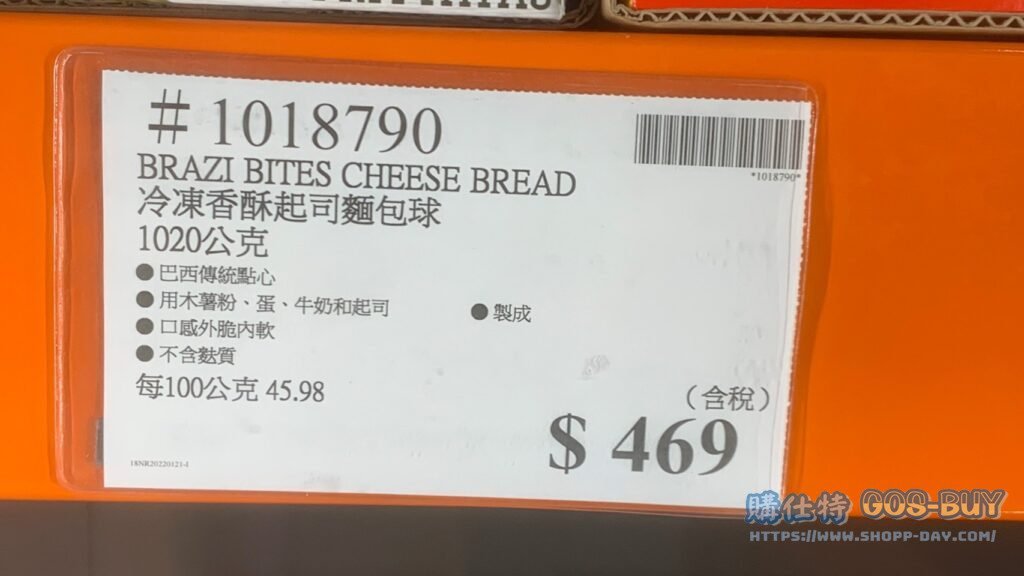 # 1018790
*1018790*
BRAZI BITES CHEESE BREAD
冷凍香酥起司麵包球
1020公克
● 巴西傳統點心
● 用木薯粉、蛋、牛奶和起司 ● 製成
● 口感外脆內軟
● 不含麩質
每100公克 45.98
（含稅）
$ 469
18NR20220121-1
購仕特 GOS-BUY
HTTPS://WWW.SHOPP-DAY.COM/